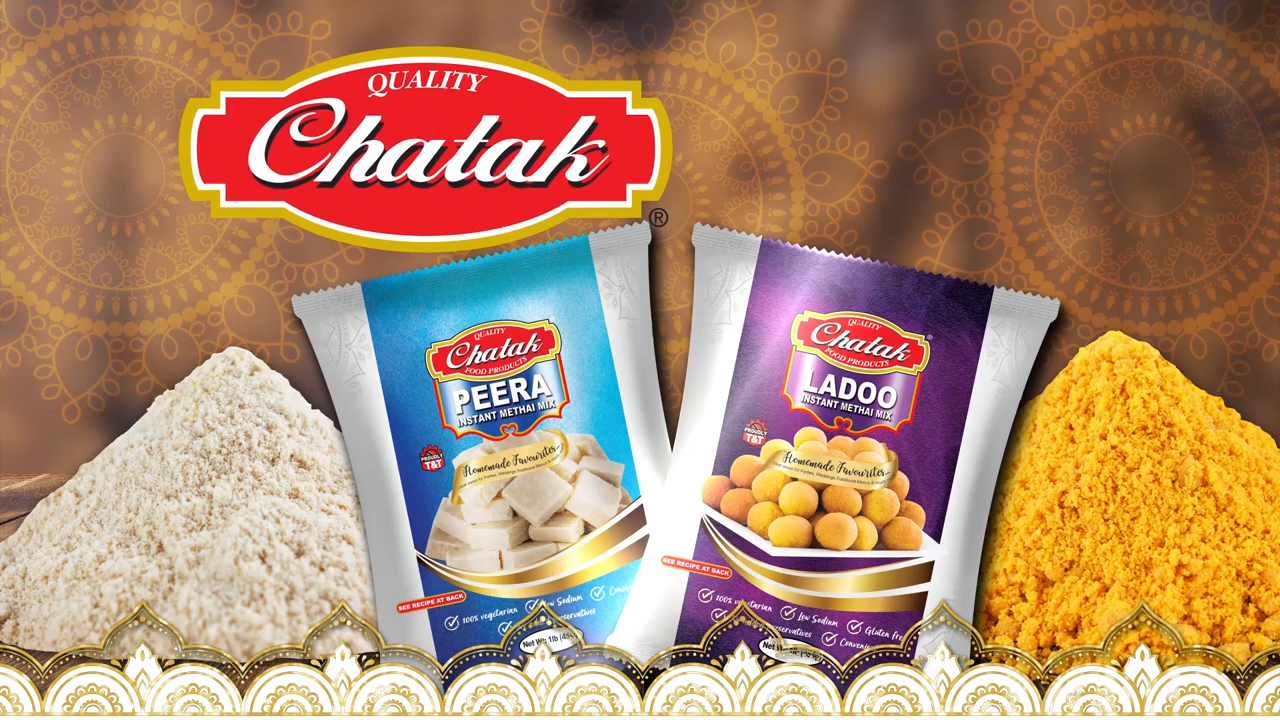 QUALITY
Chatak
®
QUALITY
Chatak
FOOD PRODUCTS
PEERA
INSTANT METHAI MIX
PROUDLY
T&T
Homemade Favourites
SEE RECIPE AT BACK
100% vegetarian
Low Sodium
Net Wt: 1lb
QUALITY
Chatak
®
FOOD PRODUCTS
LADOO
INSTANT METHAI MIX
PROUDLY
T&T
Homemade Favourites
SEE RECIPE AT BACK
100% vegetarian
Low Sodium
Gluten